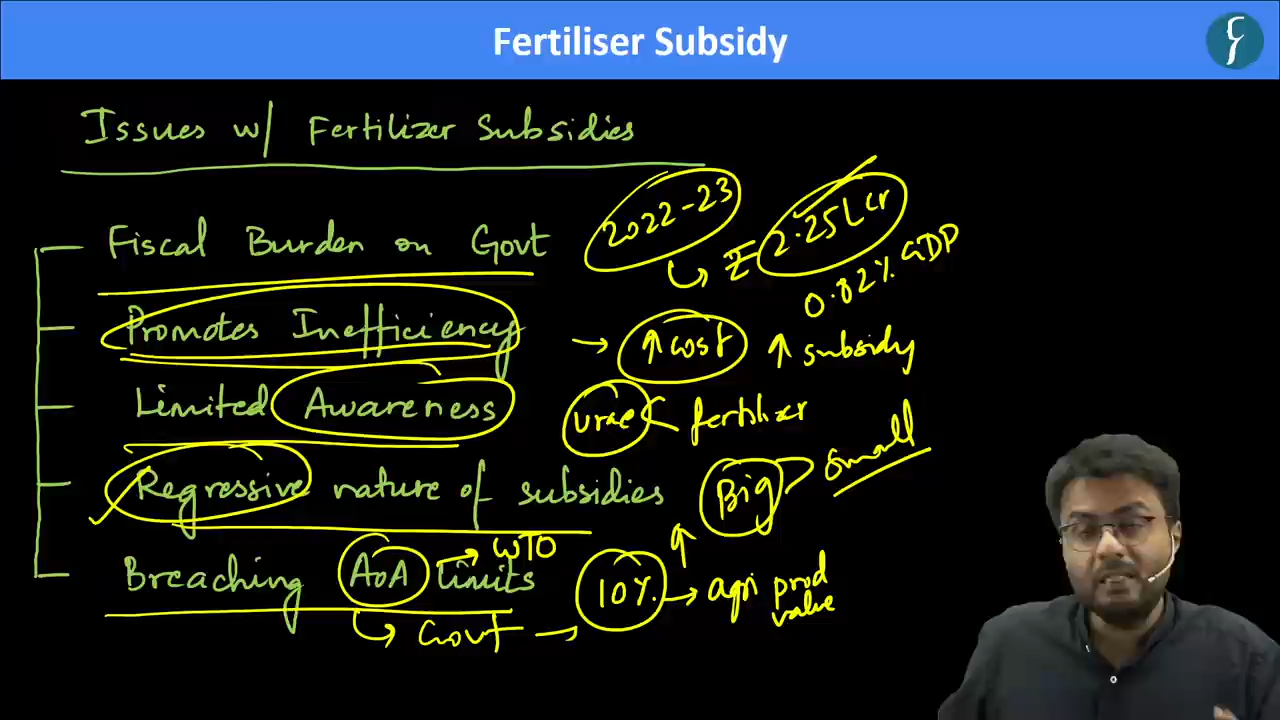 Fertiliser Subsidy
Issues w/ Fertilizer Subsidies
Fiscal Burden on Govt
2022-23
2.25L cr
0.82% GDP
Promotes Inefficiency → ↑ cost ↑ subsidy
Limited Awareness
urae < fertilizer
Regressive nature of subsidies
Big > small
Breaching AoA limits
→ WTO
Govt → 10% → agri prod value